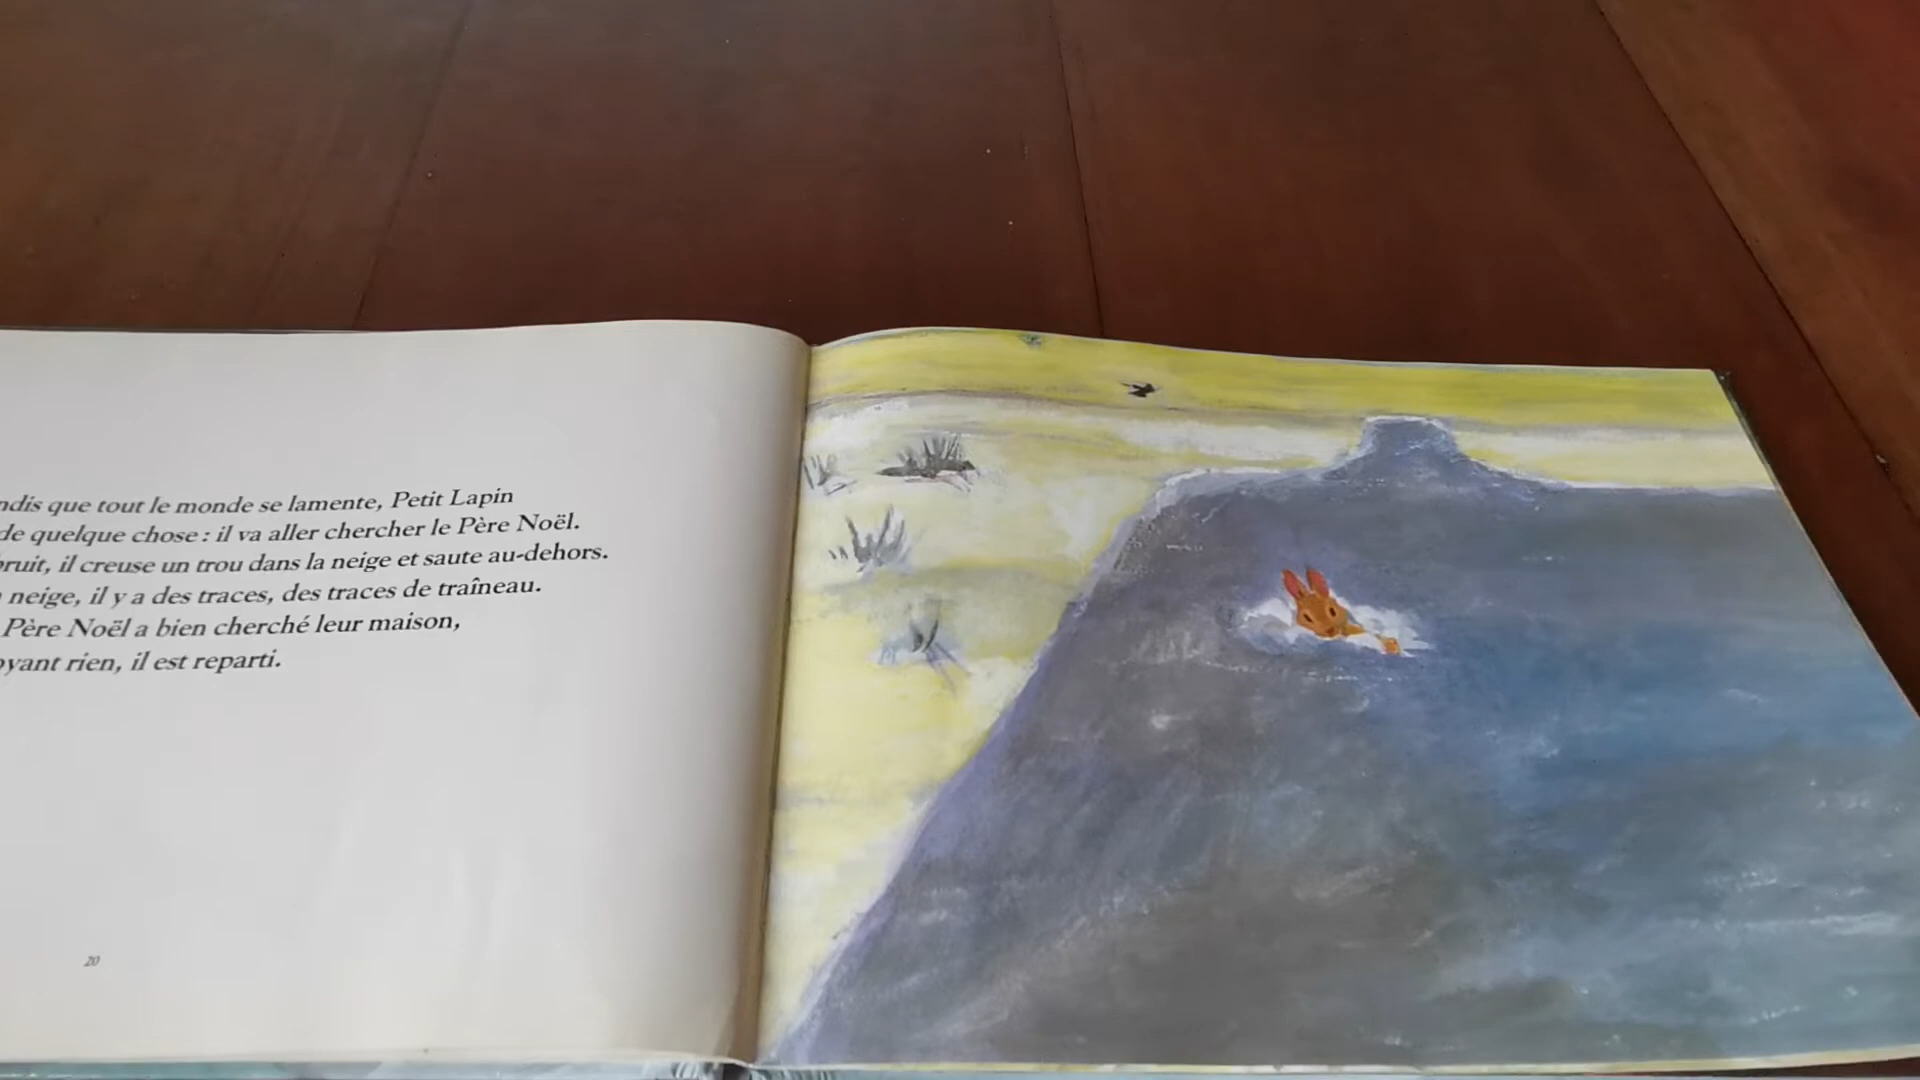 ndis que tout le monde se lamente, Petit Lapin
de quelque chose : il va aller chercher le Père Noël.
ruit, il creuse un trou dans la neige et saute au-dehors.
neige, il y a des traces, des traces de traîneau.
Père Noël a bien cherché leur maison,
oyant rien, il est reparti.
20